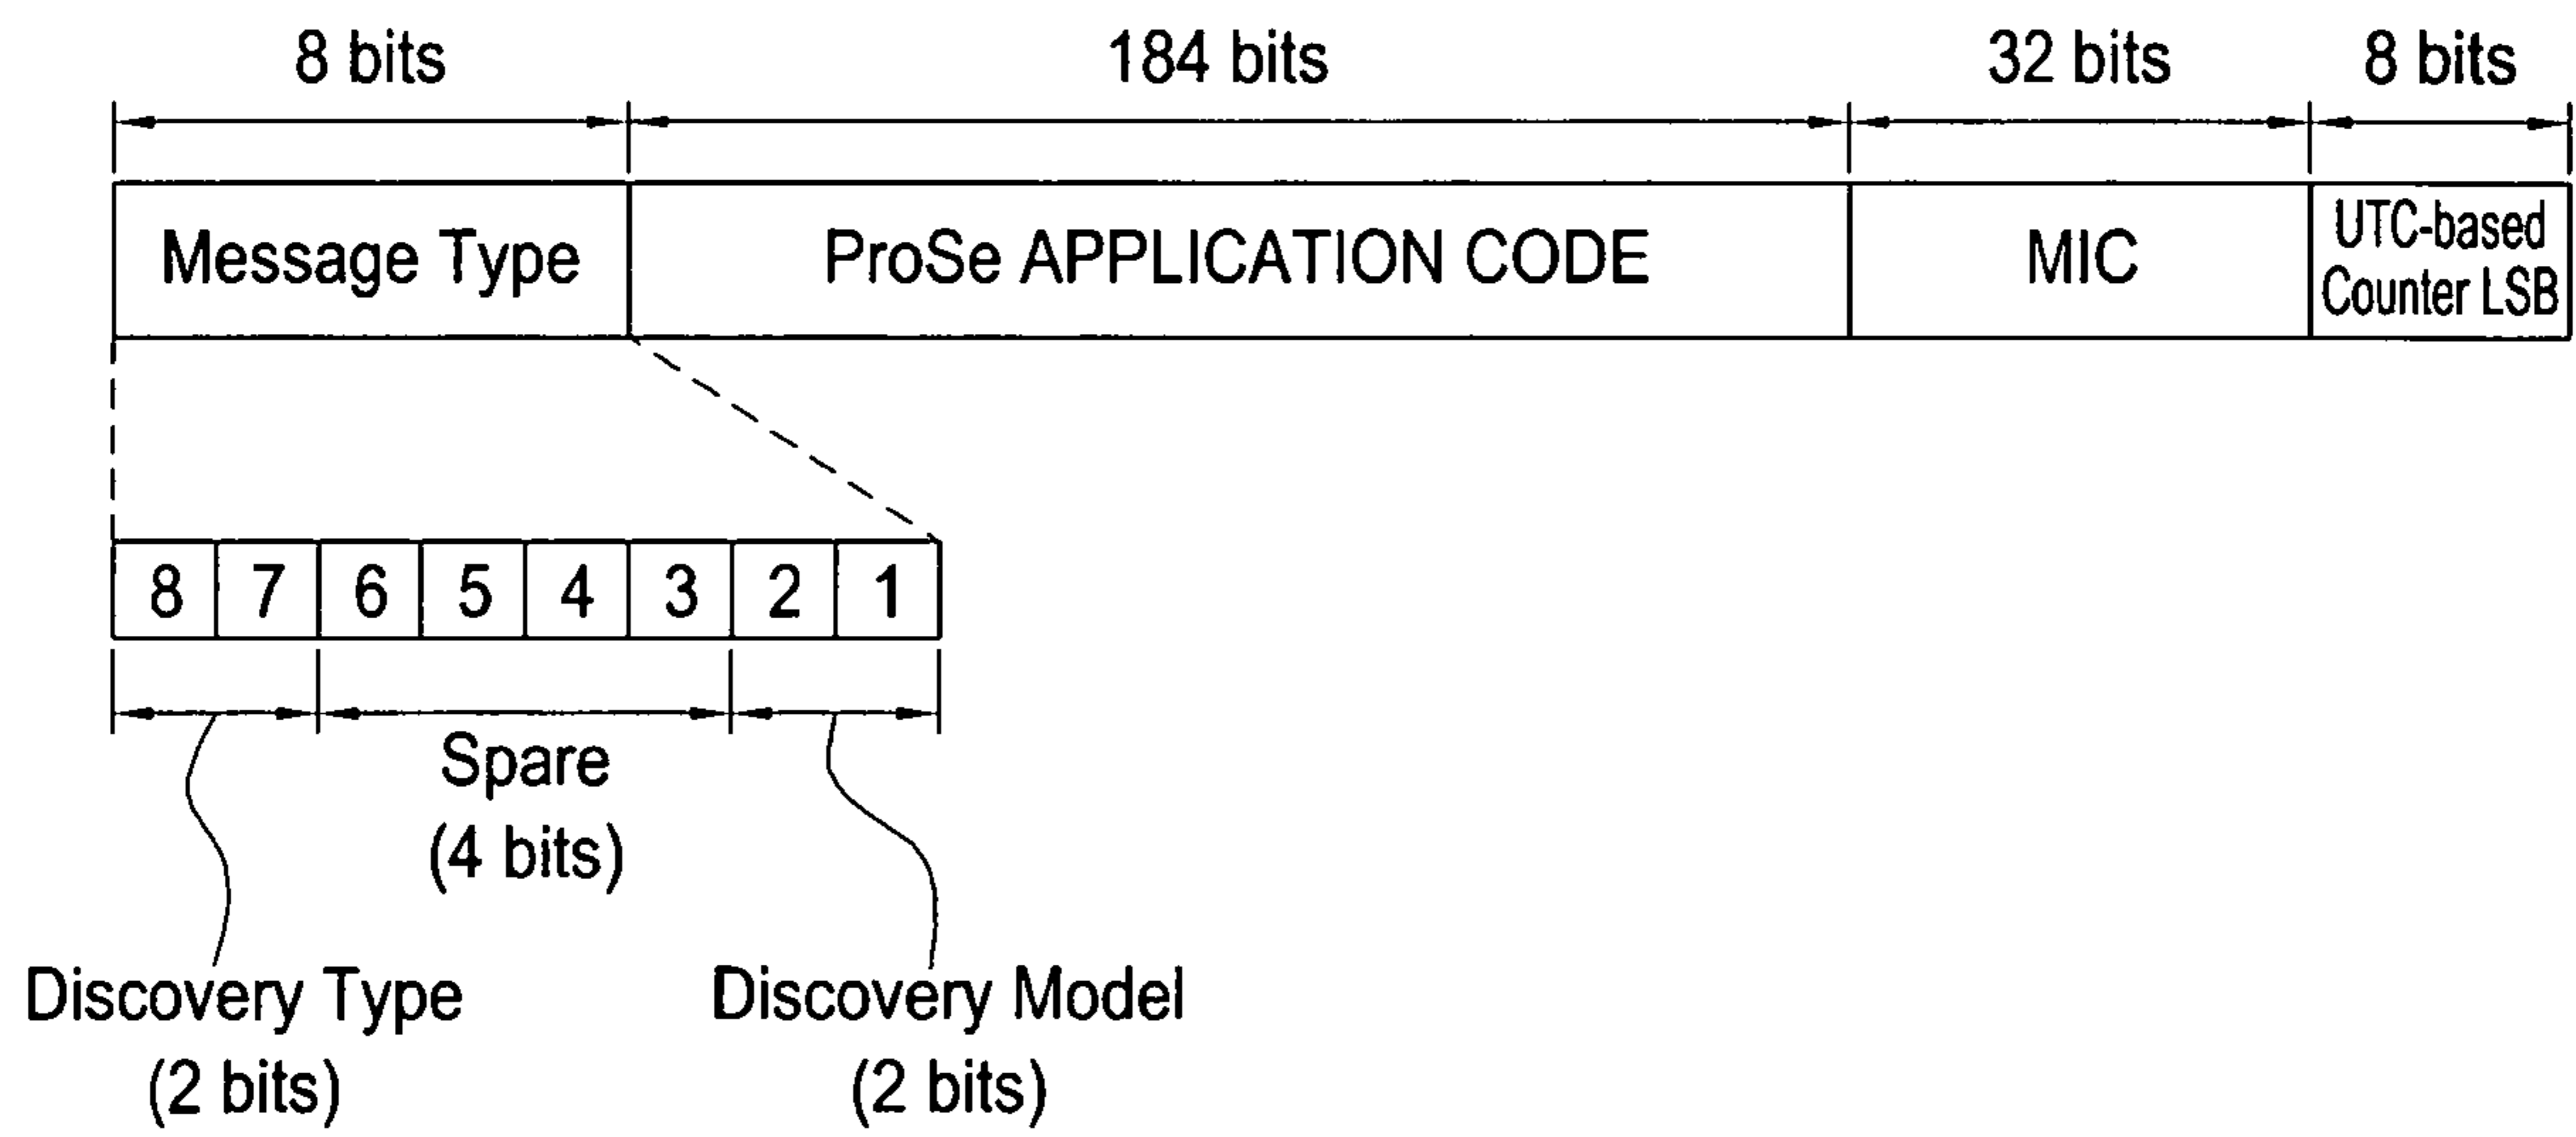 8 bits 184 bits 32 bits 8 bits
Message Type ProSe APPLICATION CODE MIC UTC-based
Counter LSB
8 7 6 5 4 3 2 1
Spare
(4 bits)
Discovery Type Discovery Model
(2 bits) (2 bits)